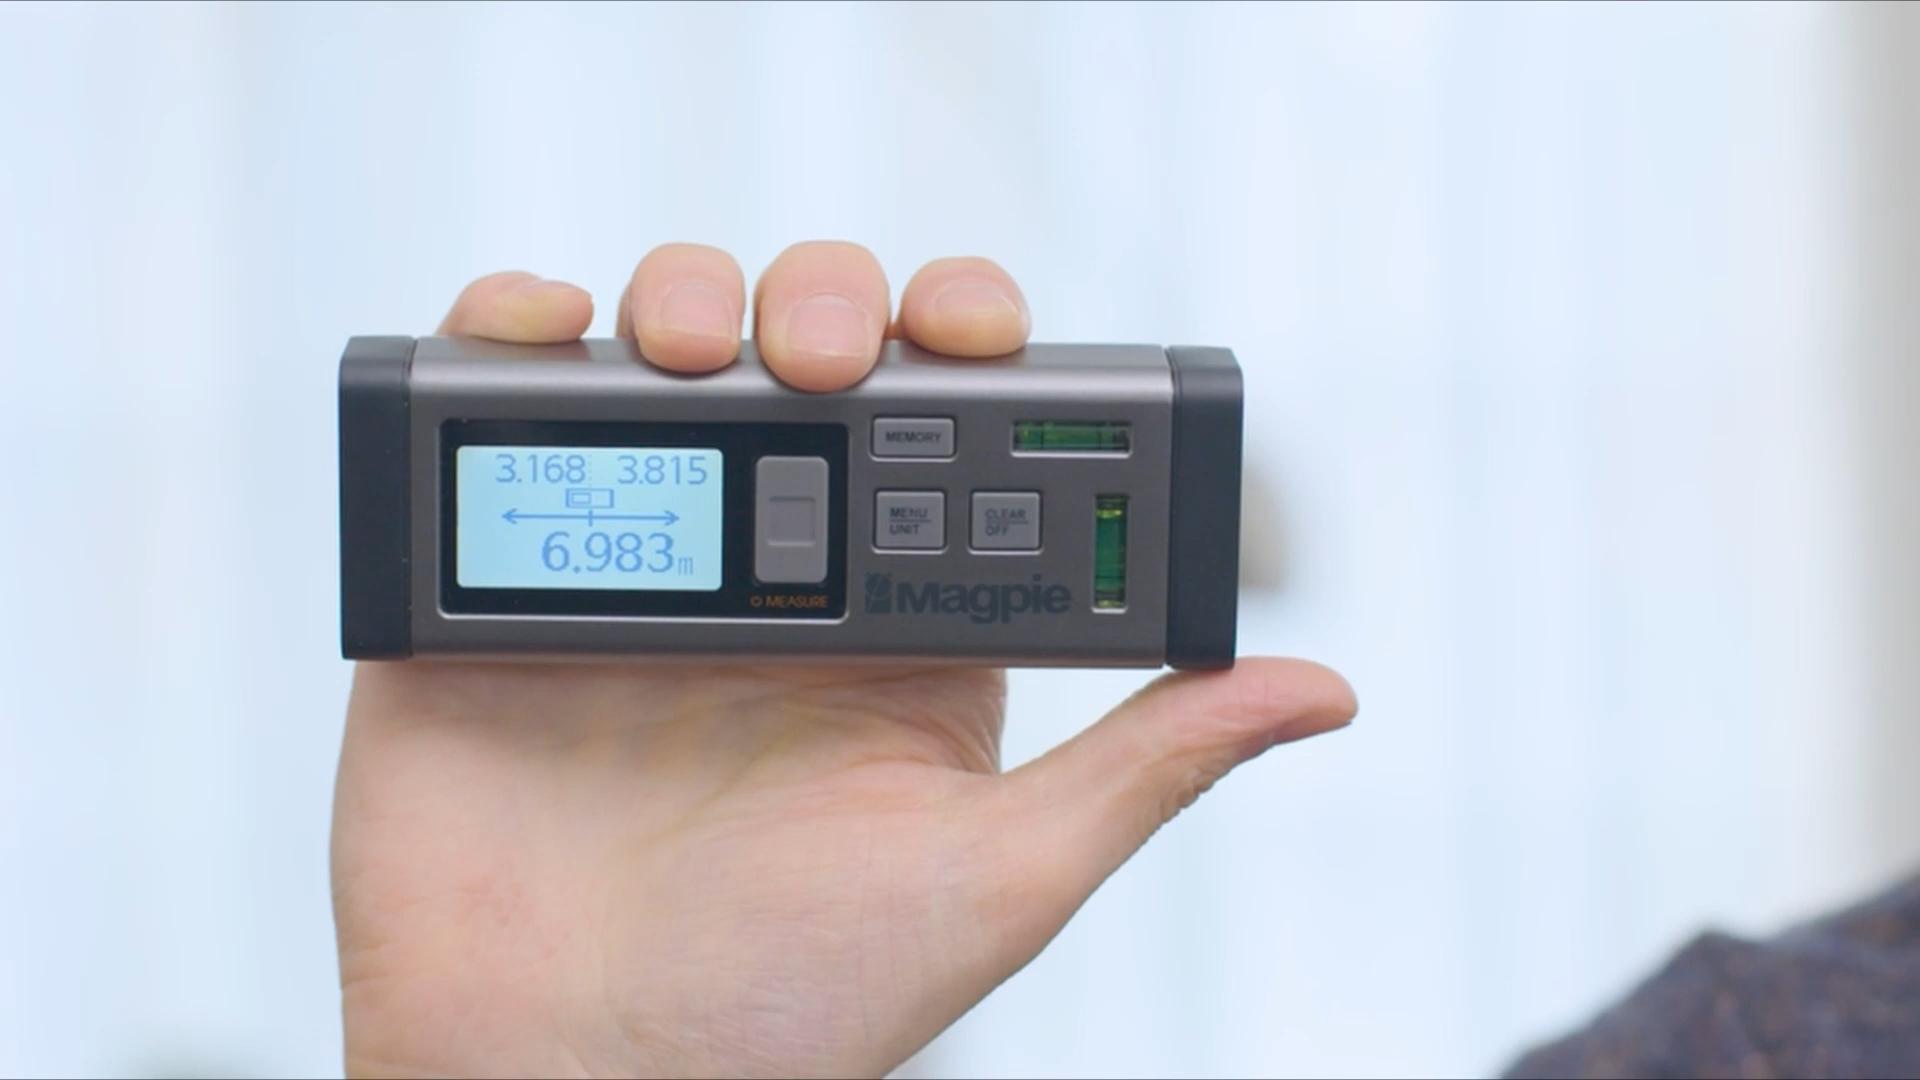 3.168 3.815
6.983m
MEASURE
MEMORY
MENU
UNIT
CLEAR
OFF
Magpie